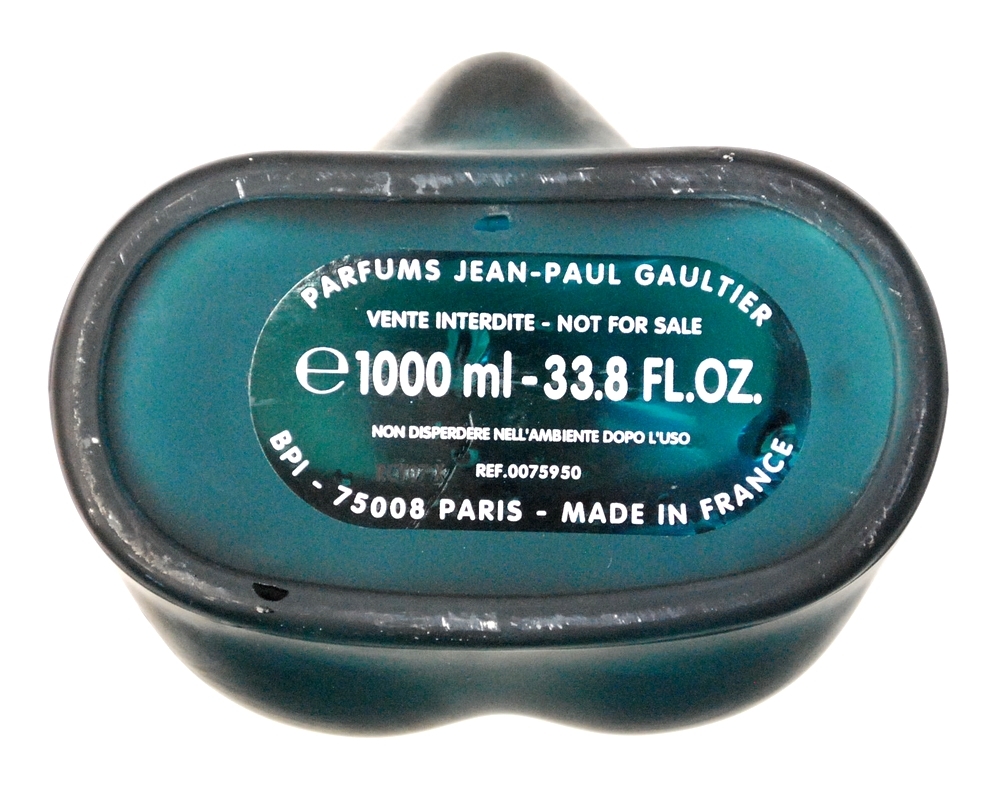 PARFUMS JEAN-PAUL GAULTIER
VENTE INTERDITE - NOT FOR SALE
℮ 1000 ml - 33.8 FL.OZ.
NON DISPERDERE NELL'AMBIENTE DOPO L'USO
REF.0075950
BPI - 75008 PARIS - MADE IN FRANCE